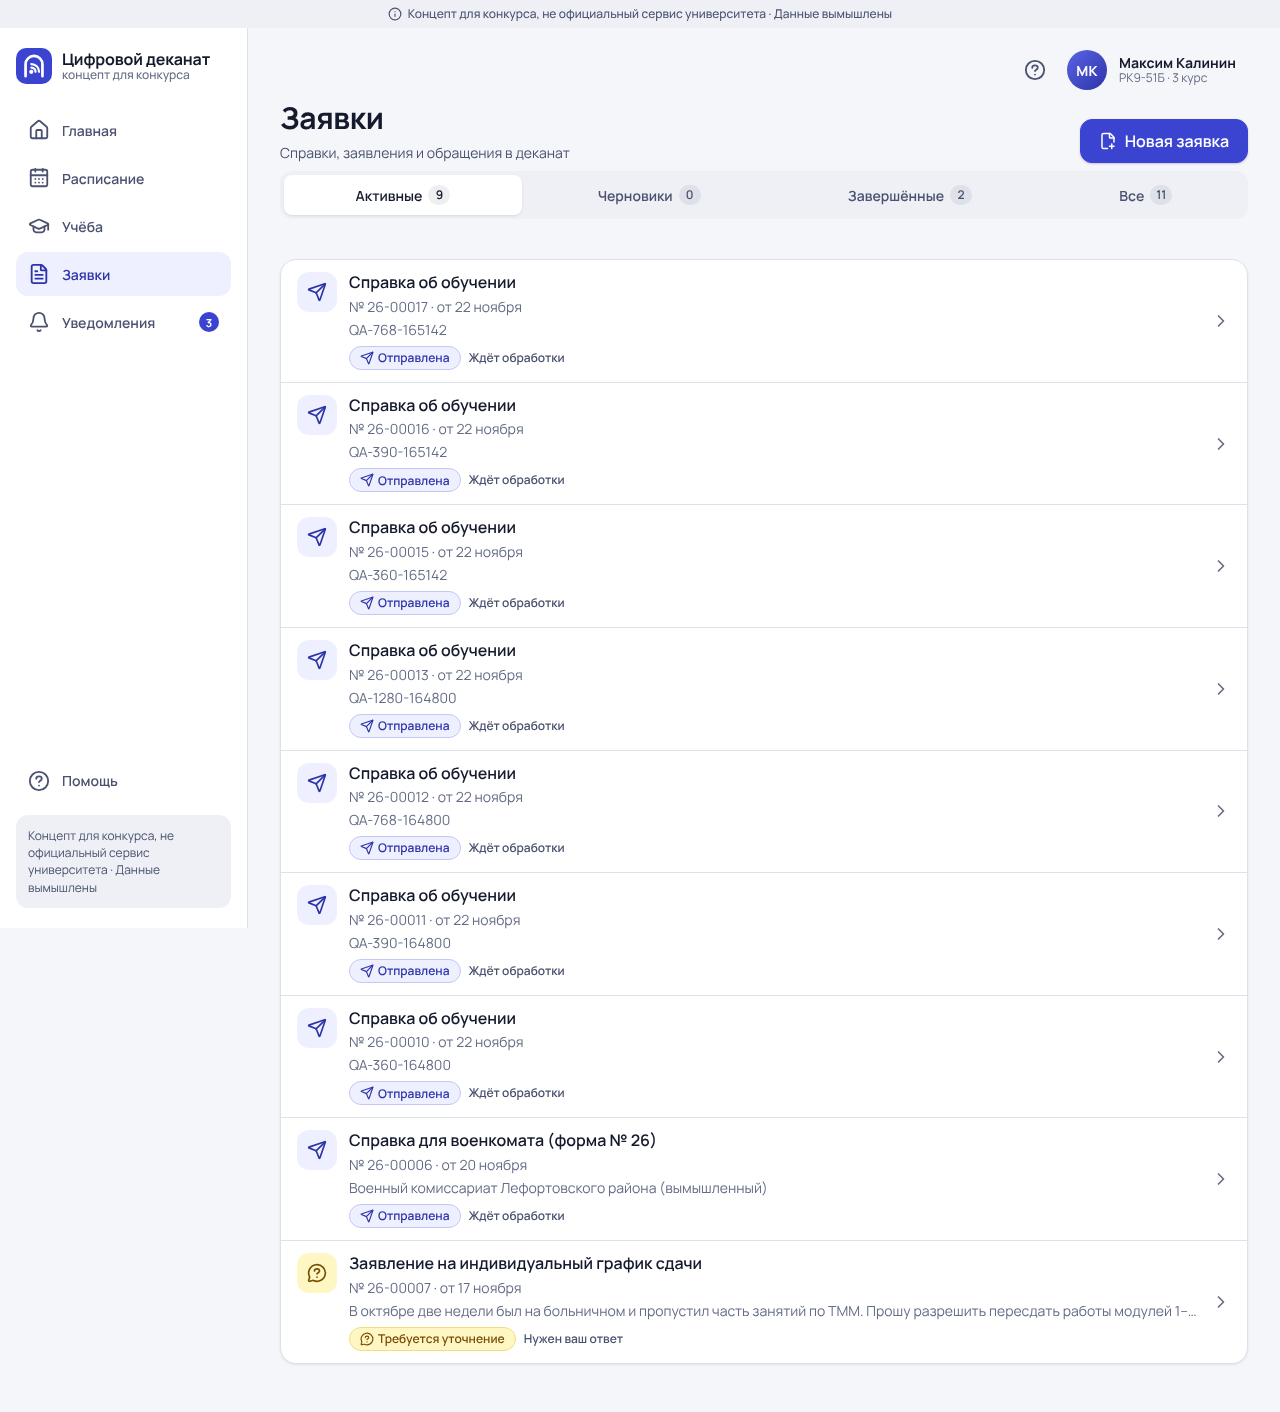 Концепт для конкурса, не официальный сервис университета · Данные вымышлены
Цифровой деканат
концепт для конкурса
Главная
Расписание
Учёба
Заявки
Уведомления 3
Помощь
Концепт для конкурса, не
официальный сервис
университета · Данные
вымышлены
МК
Максим Калинин
РК9-51Б · 3 курс
Заявки
Справки, заявления и обращения в деканат
Новая заявка
Активные 9
Черновики 0
Завершённые 2
Все 11
Справка об обучении
№ 26-00017 · от 22 ноября
QA-768-165142
Отправлена Ждёт обработки
Справка об обучении
№ 26-00016 · от 22 ноября
QA-390-165142
Отправлена Ждёт обработки
Справка об обучении
№ 26-00015 · от 22 ноября
QA-360-165142
Отправлена Ждёт обработки
Справка об обучении
№ 26-00013 · от 22 ноября
QA-1280-164800
Отправлена Ждёт обработки
Справка об обучении
№ 26-00012 · от 22 ноября
QA-768-164800
Отправлена Ждёт обработки
Справка об обучении
№ 26-00011 · от 22 ноября
QA-390-164800
Отправлена Ждёт обработки
Справка об обучении
№ 26-00010 · от 22 ноября
QA-360-164800
Отправлена Ждёт обработки
Справка для военкомата (форма № 26)
№ 26-00006 · от 20 ноября
Военный комиссариат Лефортовского района (вымышленный)
Отправлена Ждёт обработки
Заявление на индивидуальный график сдачи
№ 26-00007 · от 17 ноября
В октябре две недели был на больничном и пропустил часть занятий по ТММ. Прошу разрешить пересдать работы модулей 1–…
Требуется уточнение Нужен ваш ответ